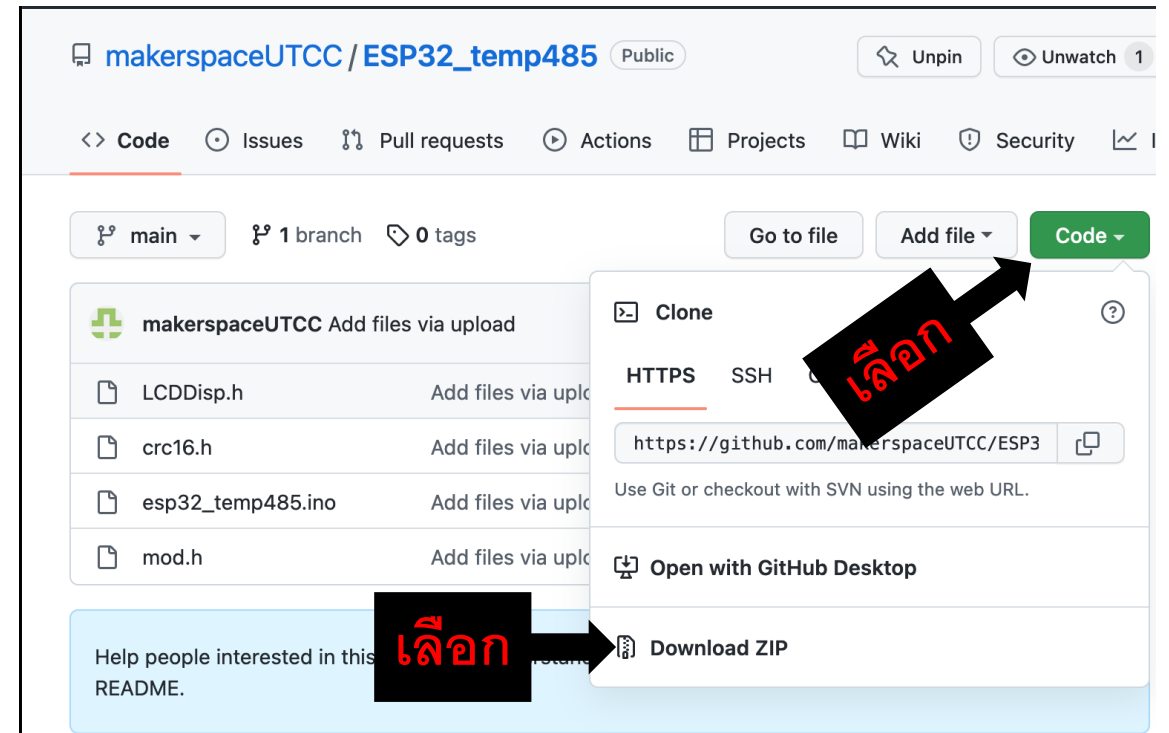 makerspaceUTCC / ESP32_temp485 Public
Unpin
Unwatch 1
Code
Issues
Pull requests
Actions
Projects
Wiki
Security
main
1 branch
0 tags
Go to file
Add file
Code
makerspaceUTCC Add files via upload
LCDDisp.h Add files via uplo
crc16.h Add files via uplo
esp32_temp485.ino Add files via uplo
mod.h Add files via uplo
Clone
HTTPS
SSH
เลือก
https://github.com/makerspaceUTCC/ESP3
Use Git or checkout with SVN using the web URL.
Open with GitHub Desktop
Download ZIP
เลือก
Help people interested in this
README.